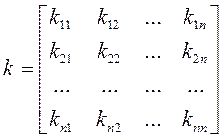 k₁₁ k₁₂ ... k₁ₙ
k₂₁ k₂₂ ... k₂ₙ
k =
... ... ... ...
kₙ₁ kₙ₂ ... kₙₙ